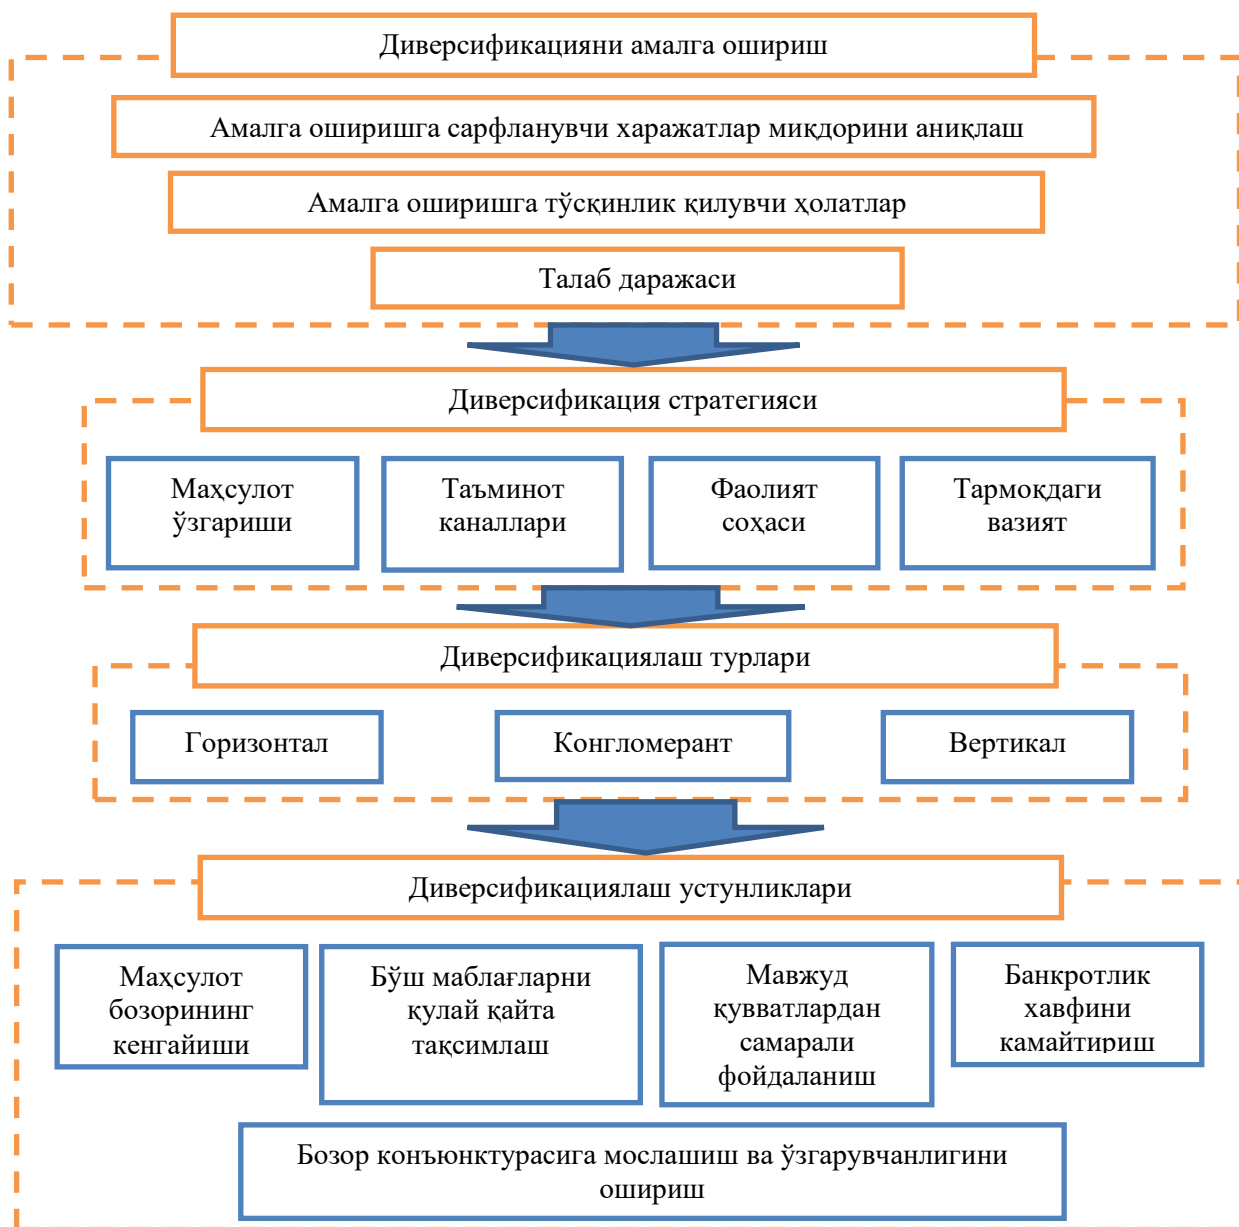 Диверсификацияни амалга ошириш
Амалга оширишга сарфланувчи харажатлар миқдорини аниқлаш
Амалга оширишга тўсқинлик қилувчи ҳолатлар
Талаб даражаси
Диверсификация стратегияси
Маҳсулот
ўзгариши
Таъминот
каналлари
Фаолият
соҳаси
Тармоқдаги
вазият
Диверсификациялаш турлари
Горизонтал
Конгломерант
Вертикал
Диверсификациялаш устунликлари
Маҳсулот
бозорининг
кенгайиши
Бўш маблағларни
қулай қайта
тақсимлаш
Мавжуд
қувватлардан
самарали
фойдаланиш
Банкротлик
хавфини
камайтириш
Бозор конъюнктурасига мослашиш ва ўзгарувчанлигини
ошириш